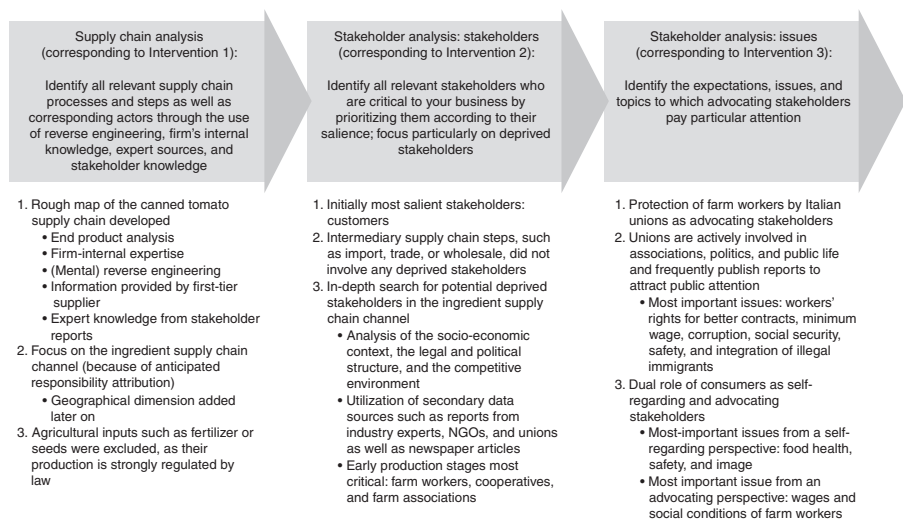 Supply chain analysis
(corresponding to Intervention 1):
Identify all relevant supply chain
processes and steps as well as
corresponding actors through the use
of reverse engineering, firm's internal
knowledge, expert sources, and
stakeholder knowledge
1. Rough map of the canned tomato
supply chain developed
• End product analysis
• Firm-internal expertise
• (Mental) reverse engineering
• Information provided by first-tier
supplier
• Expert knowledge from stakeholder
reports
2. Focus on the ingredient supply chain
channel (because of anticipated
responsibility attribution)
• Geographical dimension added
later on
3. Agricultural inputs such as fertilizer or
seeds were excluded, as their
production is strongly regulated by
law
Stakeholder analysis: stakeholders
(corresponding to Intervention 2):
Identify all relevant stakeholders who
are critical to your business by
prioritizing them according to their
salience; focus particularly on deprived
stakeholders
1. Initially most salient stakeholders:
customers
2. Intermediary supply chain steps, such
as import, trade, or wholesale, did not
involve any deprived stakeholders
3. In-depth search for potential deprived
stakeholders in the ingredient supply
chain channel
• Analysis of the socio-economic
context, the legal and political
structure, and the competitive
environment
• Utilization of secondary data
sources such as reports from
industry experts, NGOs, and unions
as well as newspaper articles
• Early production stages most
critical: farm workers, cooperatives,
and farm associations
Stakeholder analysis: issues
(corresponding to Intervention 3):
Identify the expectations, issues, and
topics to which advocating stakeholders
pay particular attention
1. Protection of farm workers by Italian
unions as advocating stakeholders
2. Unions are actively involved in
associations, politics, and public life
and frequently publish reports to
attract public attention
• Most important issues: workers'
rights for better contracts, minimum
wage, corruption, social security,
safety, and integration of illegal
immigrants
3. Dual role of consumers as self-
regarding and advocating
stakeholders
• Most-important issues from a self-
regarding perspective: food health,
safety, and image
• Most important issue from an
advocating perspective: wages and
social conditions of farm workers